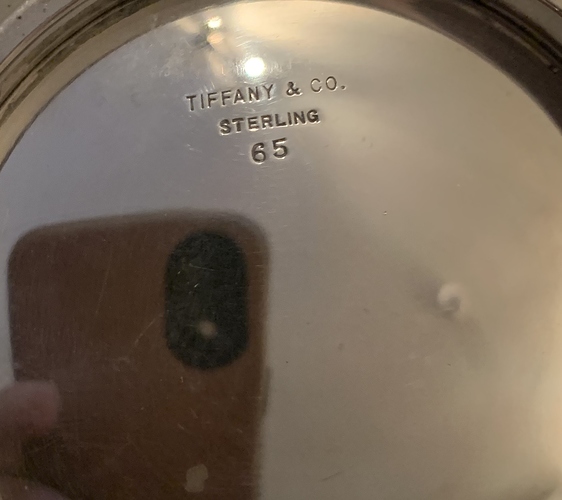 TIFFANY & CO.
STERLING
65